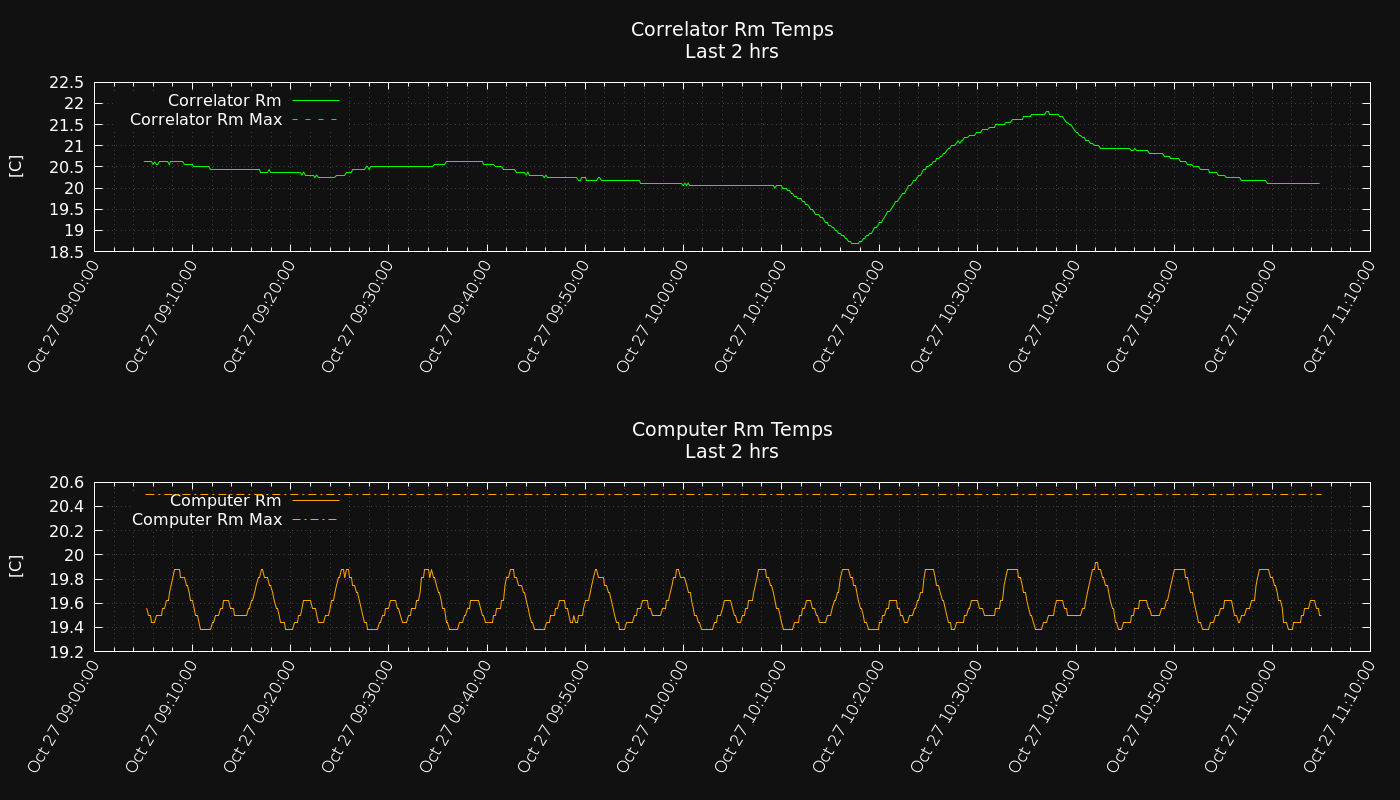 Correlator Rm Temps
Last 2 hrs
22.5
22
21.5
21
20.5
20
19.5
19
18.5
[C]
Correlator Rm
Correlator Rm Max
Oct 27 09:00:00
Oct 27 09:10:00
Oct 27 09:20:00
Oct 27 09:30:00
Oct 27 09:40:00
Oct 27 09:50:00
Oct 27 10:00:00
Oct 27 10:10:00
Oct 27 10:20:00
Oct 27 10:30:00
Oct 27 10:40:00
Oct 27 10:50:00
Oct 27 11:00:00
Oct 27 11:10:00
Computer Rm Temps
Last 2 hrs
20.6
20.4
20.2
20
19.8
19.6
19.4
19.2
[C]
Computer Rm
Computer Rm Max
Oct 27 09:00:00
Oct 27 09:10:00
Oct 27 09:20:00
Oct 27 09:30:00
Oct 27 09:40:00
Oct 27 09:50:00
Oct 27 10:00:00
Oct 27 10:10:00
Oct 27 10:20:00
Oct 27 10:30:00
Oct 27 10:40:00
Oct 27 10:50:00
Oct 27 11:00:00
Oct 27 11:10:00